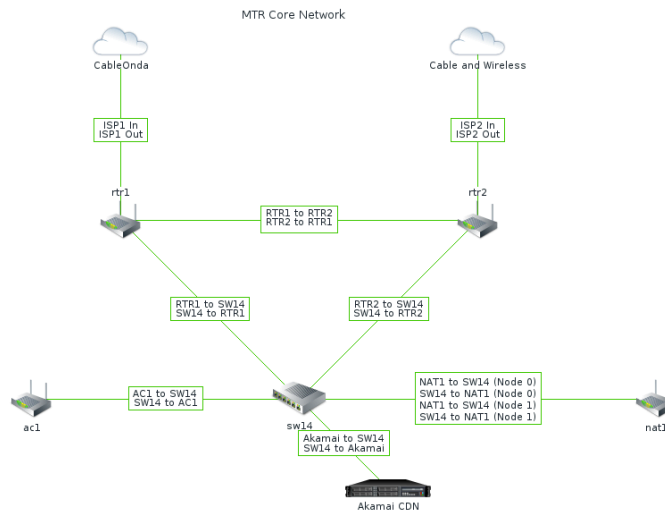 MTR Core Network
CableOnda
Cable and Wireless
ISP1 In
ISP1 Out
ISP2 In
ISP2 Out
rtr1
rtr2
RTR1 to RTR2
RTR2 to RTR1
RTR1 to SW14
SW14 to RTR1
RTR2 to SW14
SW14 to RTR2
AC1 to SW14
SW14 to AC1
NAT1 to SW14 (Node 0)
SW14 to NAT1 (Node 0)
NAT1 to SW14 (Node 1)
SW14 to NAT1 (Node 1)
ac1
sw14
nat1
Akamai to SW14
SW14 to Akamai
Akamai CDN